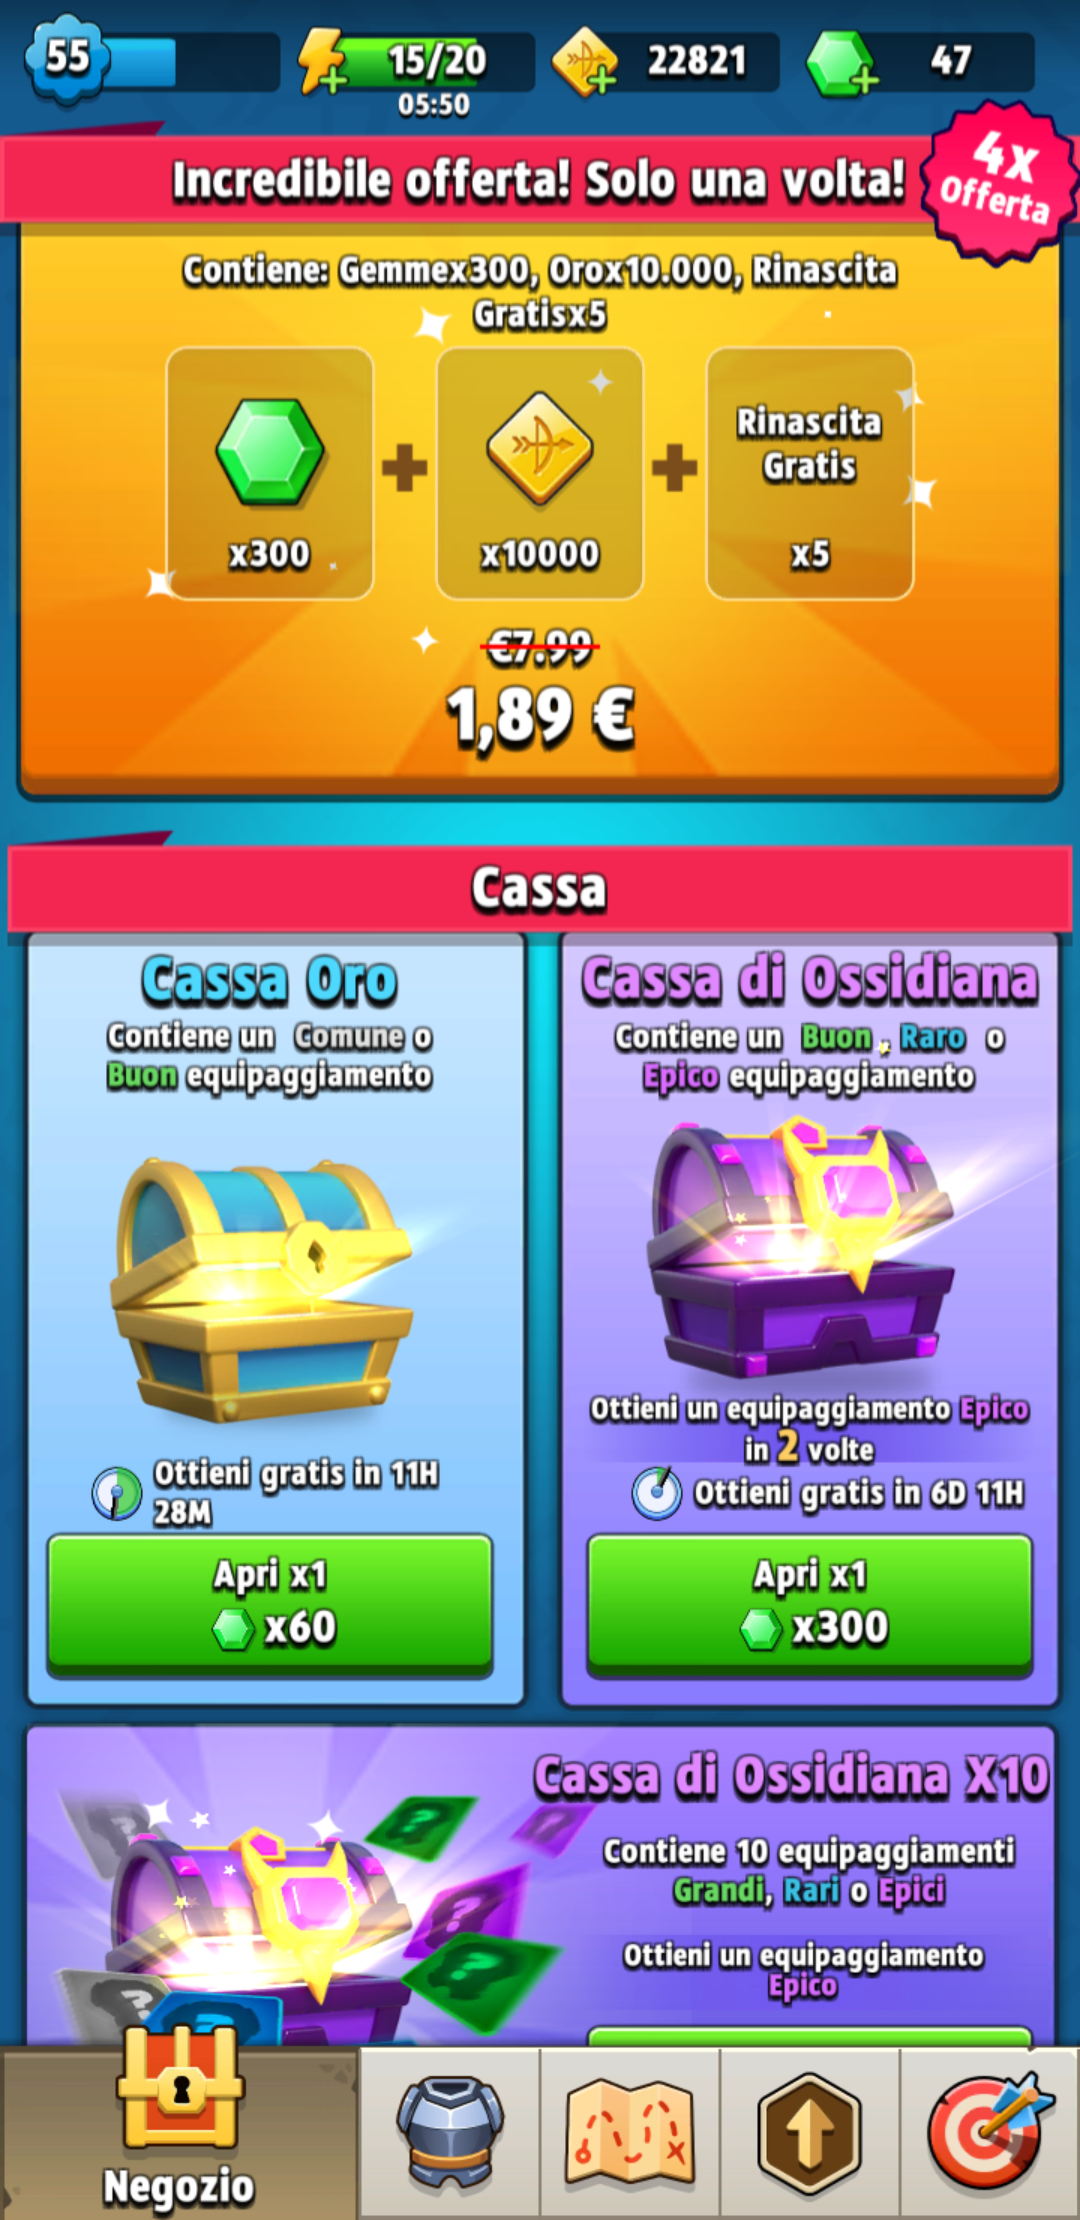 55
15/20
22821
47
05:50
Incredibile offerta! Solo una volta!
4x
Offerta
Contiene: Gemmex300, Orox10.000, Rinascita
Gratisx5
Rinascita
Gratis
x300
x10000
x5
€7.99
1,89 €
Cassa
Cassa Oro
Contiene un Comune o
Buon equipaggiamento
Ottieni gratis in 11H
28M
Apri x1
x60
Cassa di Ossidiana
Contiene un Buon, Raro o
Epico equipaggiamento
Ottieni un equipaggiamento Epico
in 2 volte
Ottieni gratis in 6D 11H
Apri x1
x300
Cassa di Ossidiana X10
Contiene 10 equipaggiamenti
Grandi, Rari o Epici
Ottieni un equipaggiamento
Epico
Negozio